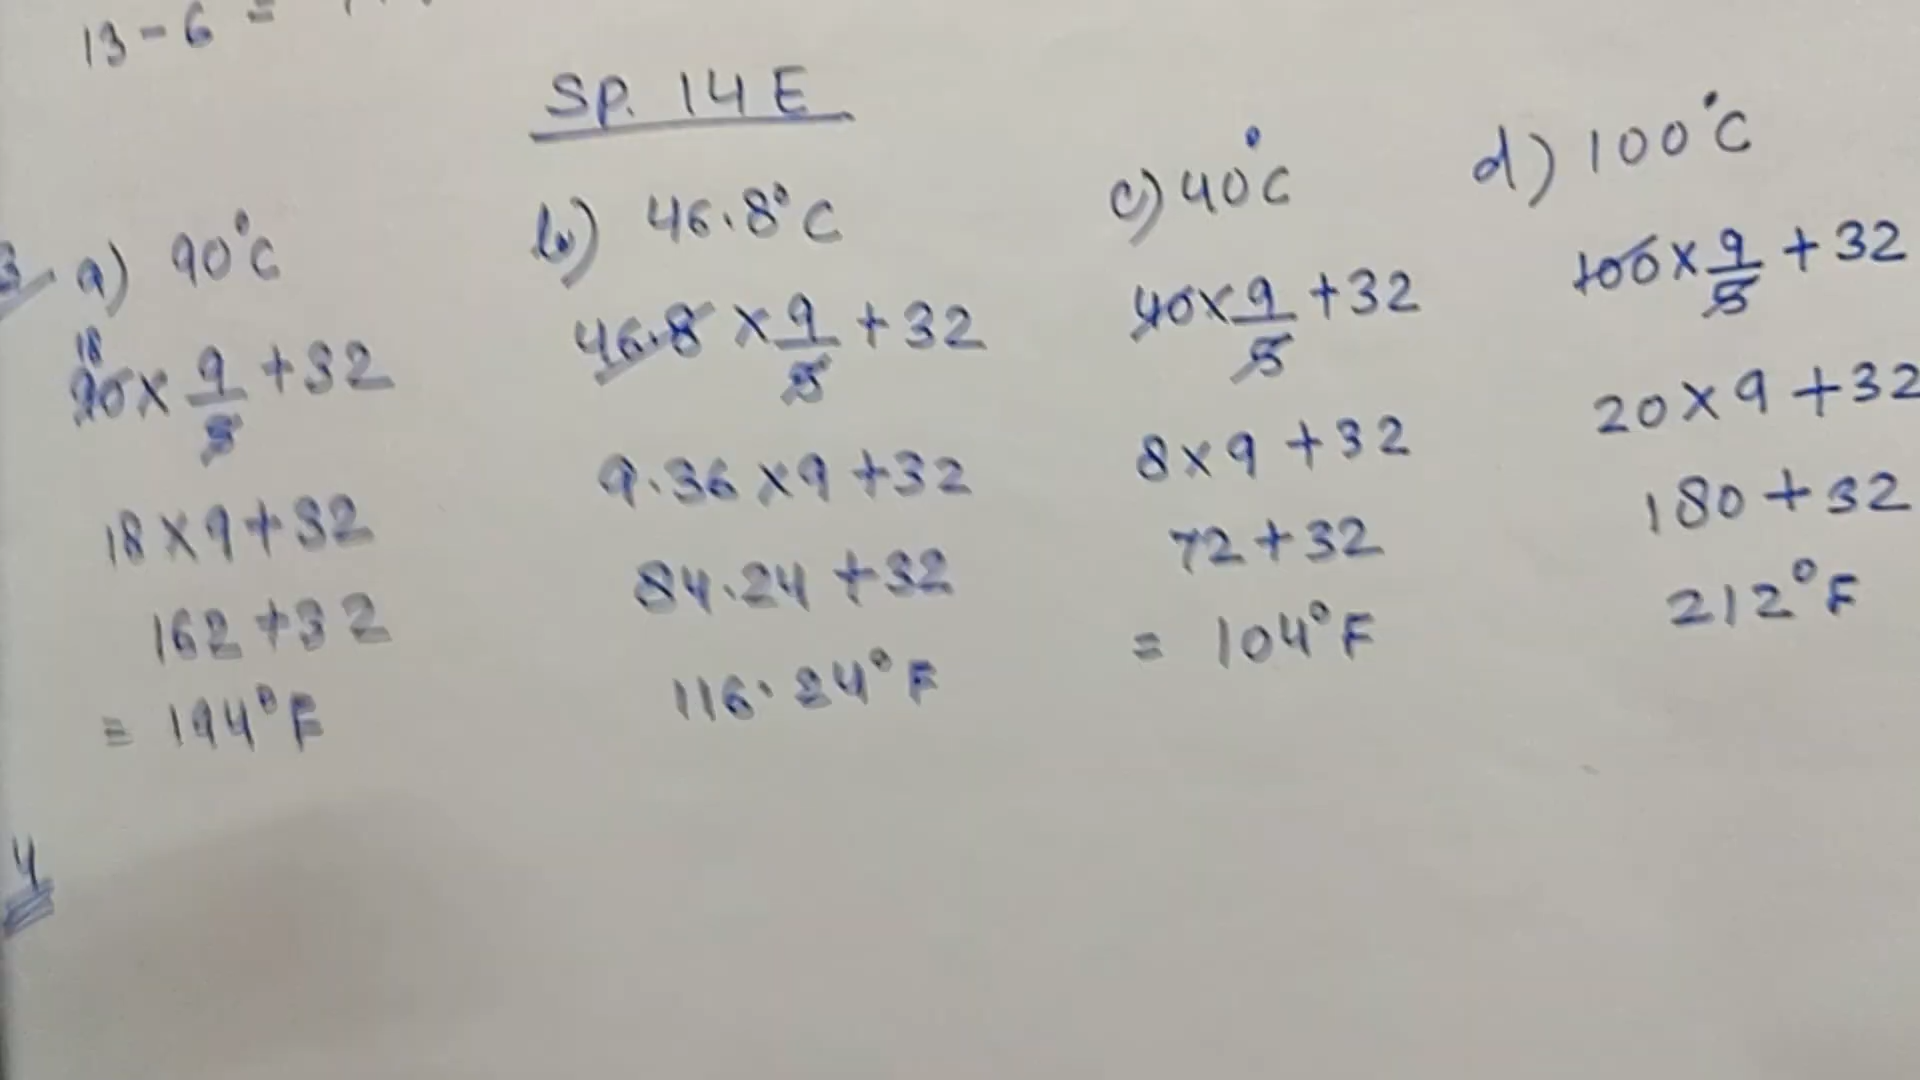 13 - 6 =
Sp. 14 E
3. a) 90°C
18
90 × 9/5 + 32
18 × 9 + 32
162 + 32
= 194°F
b) 46.8°C
46.8 × 9/5 + 32
9.36 × 9 + 32
84.24 + 32
116.24°F
c) 40°C
40 × 9/5 + 32
8 × 9 + 32
72 + 32
= 104°F
d) 100°C
100 × 9/5 + 32
20 × 9 + 32
180 + 32
212°F
4